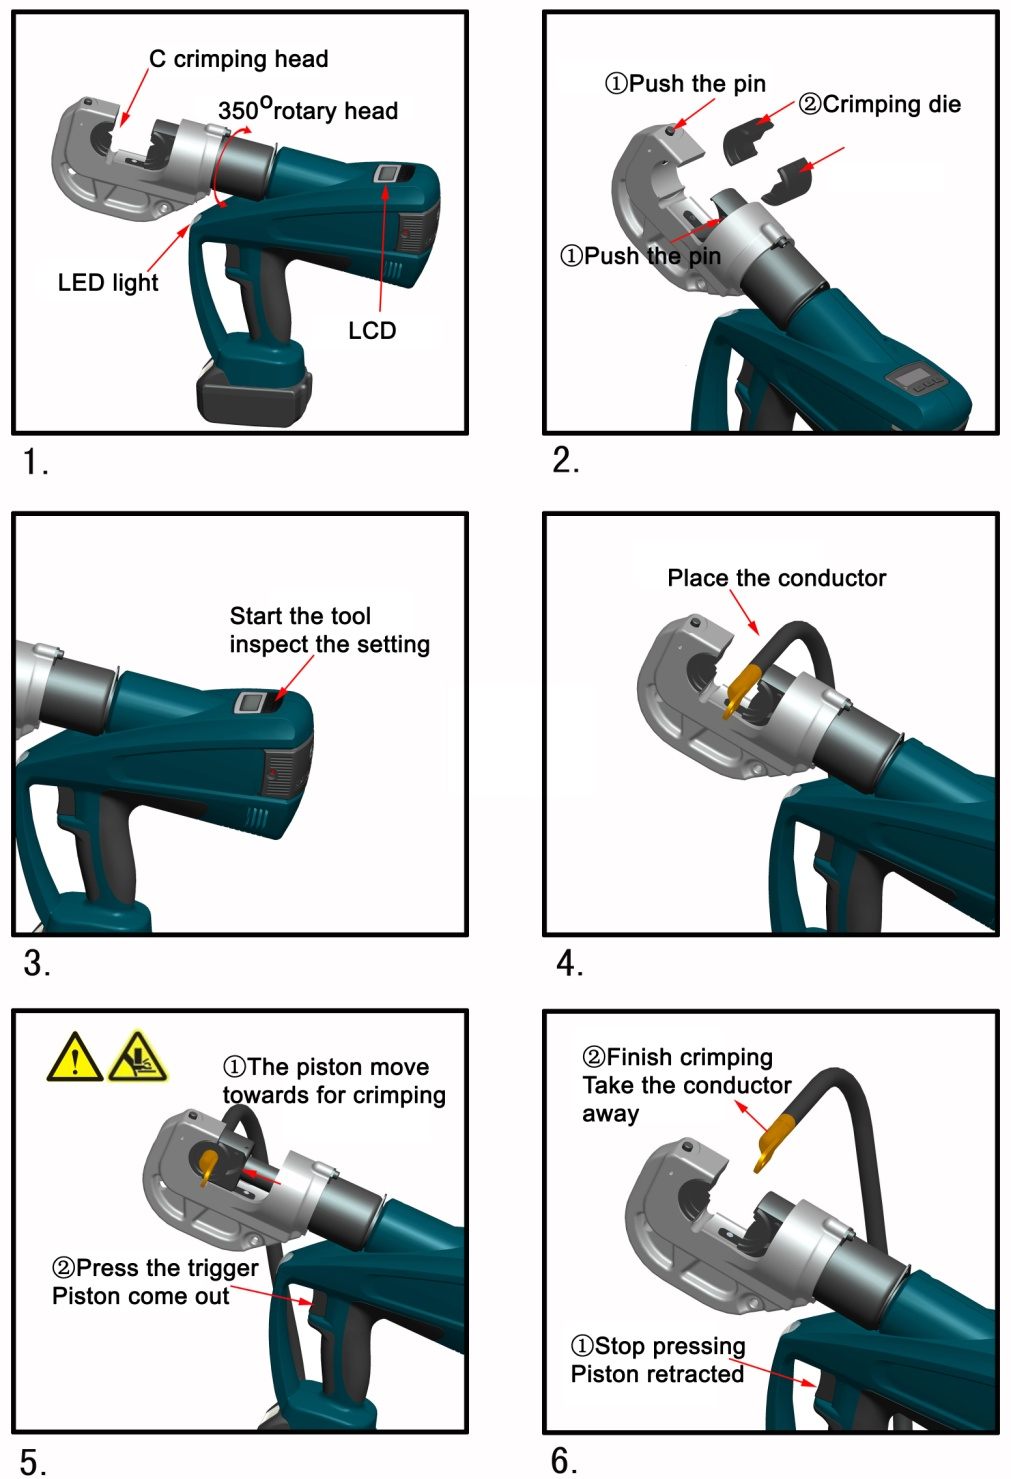 C crimping head
350°rotary head
LED light
LCD
1.
①Push the pin
②Crimping die
①Push the pin
2.
Start the tool
inspect the setting
3.
Place the conductor
4.
①The piston move
towards for crimping
②Press the trigger
Piston come out
5.
②Finish crimping
Take the conductor
away
①Stop pressing
Piston retracted
6.